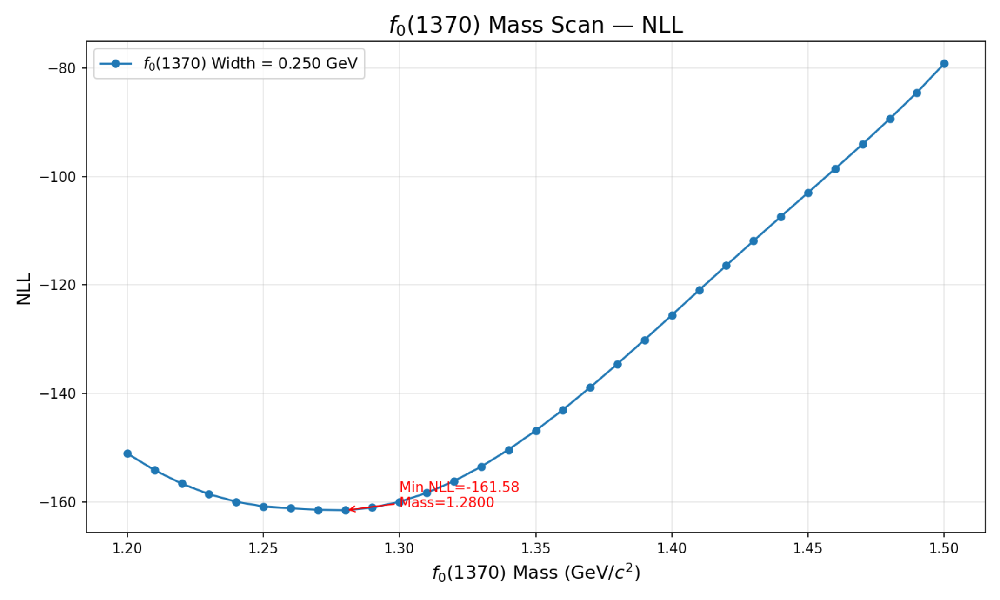 f₀(1370) Mass Scan — NLL
f₀(1370) Width = 0.250 GeV
NLL
−80
−100
−120
−140
−160
Min NLL=-161.58
Mass=1.2800
1.20 1.25 1.30 1.35 1.40 1.45 1.50
f₀(1370) Mass (GeV/c²)